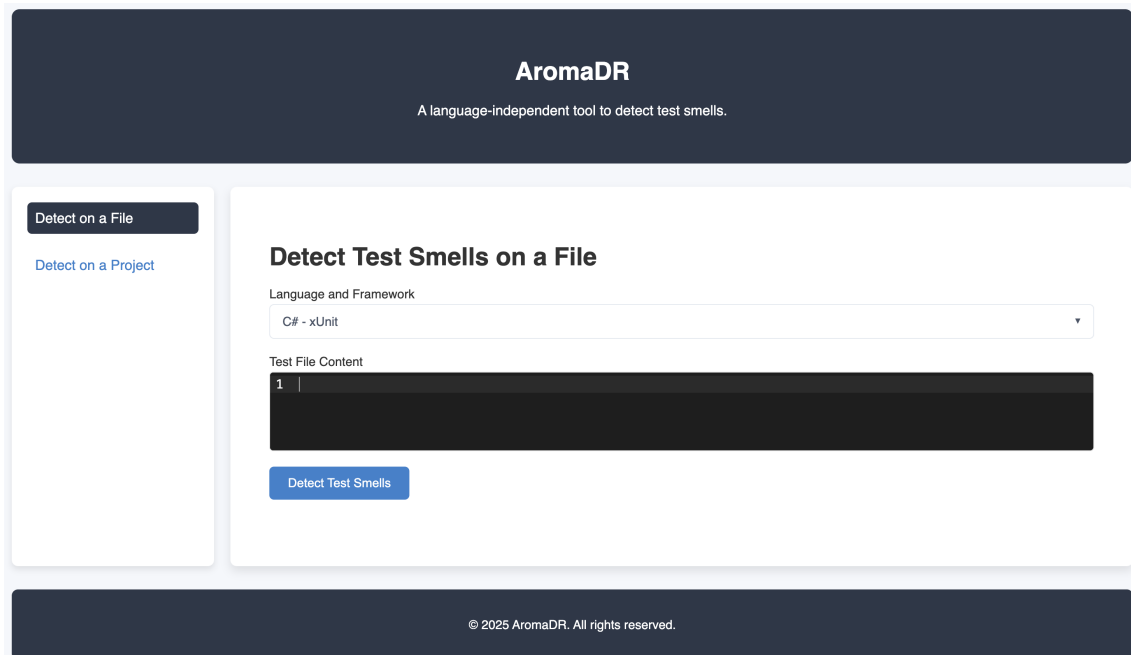 AromaDR
A language-independent tool to detect test smells.
Detect on a File
Detect on a Project
Detect Test Smells on a File
Language and Framework
C# - xUnit
Test File Content
1
Detect Test Smells
© 2025 AromaDR. All rights reserved.